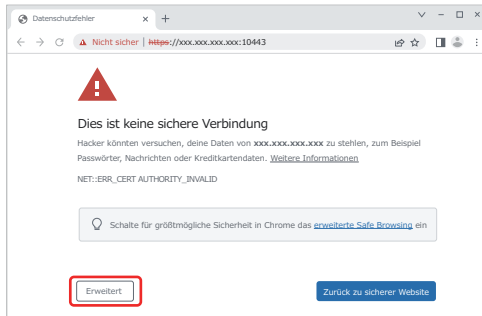 Datenschutzfehler
Nicht sicher | https://xxx.xxx.xxx.xxx:10443
Dies ist keine sichere Verbindung
Hacker könnten versuchen, deine Daten von xxx.xxx.xxx.xxx zu stehlen, zum Beispiel
Passwörter, Nachrichten oder Kreditkartendaten. Weitere Informationen
NET::ERR_CERT AUTHORITY_INVALID
Schalte für größtmögliche Sicherheit in Chrome das erweiterte Safe Browsing ein
Erweitert
Zurück zu sicherer Website